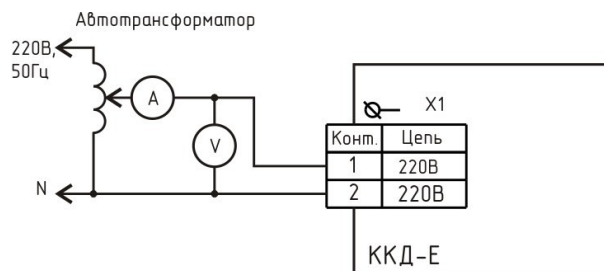 Автотрансформатор
220В,
50Гц
А
V
N
X1
Конт. Цепь
1 220В
2 220В
ККД-Е